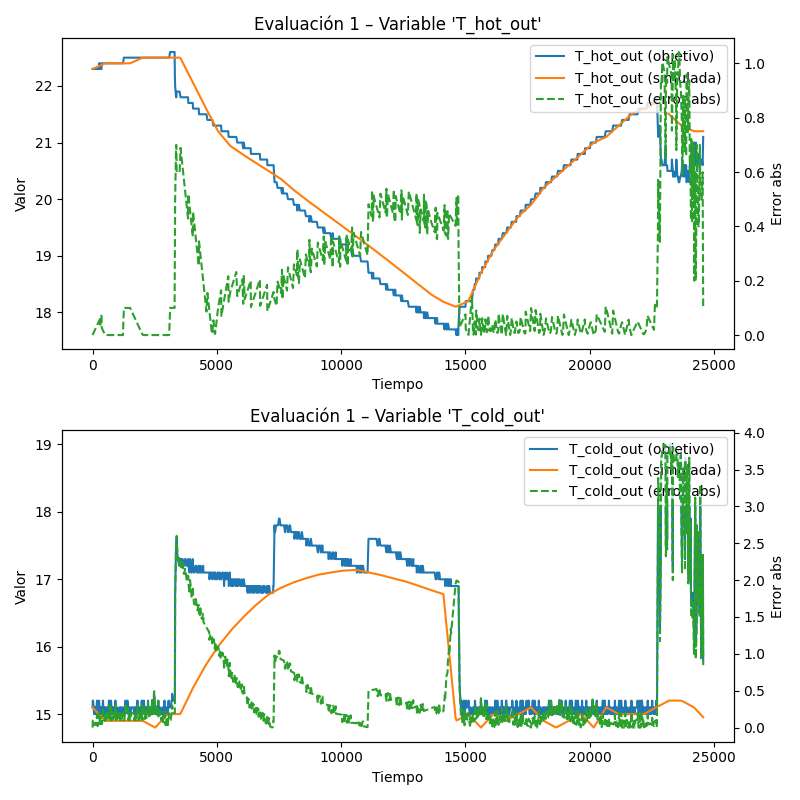 Evaluación 1 – Variable 'T_hot_out'
T_hot_out (objetivo)
T_hot_out (simulada)
T_hot_out (error abs)
Valor
Error abs
22
21
20
19
18
1.0
0.8
0.6
0.4
0.2
0.0
0 5000 10000 15000 20000 25000
Tiempo
Evaluación 1 – Variable 'T_cold_out'
T_cold_out (objetivo)
T_cold_out (simulada)
T_cold_out (error abs)
Valor
Error abs
19
18
17
16
15
4.0
3.5
3.0
2.5
2.0
1.5
1.0
0.5
0.0
0 5000 10000 15000 20000 25000
Tiempo